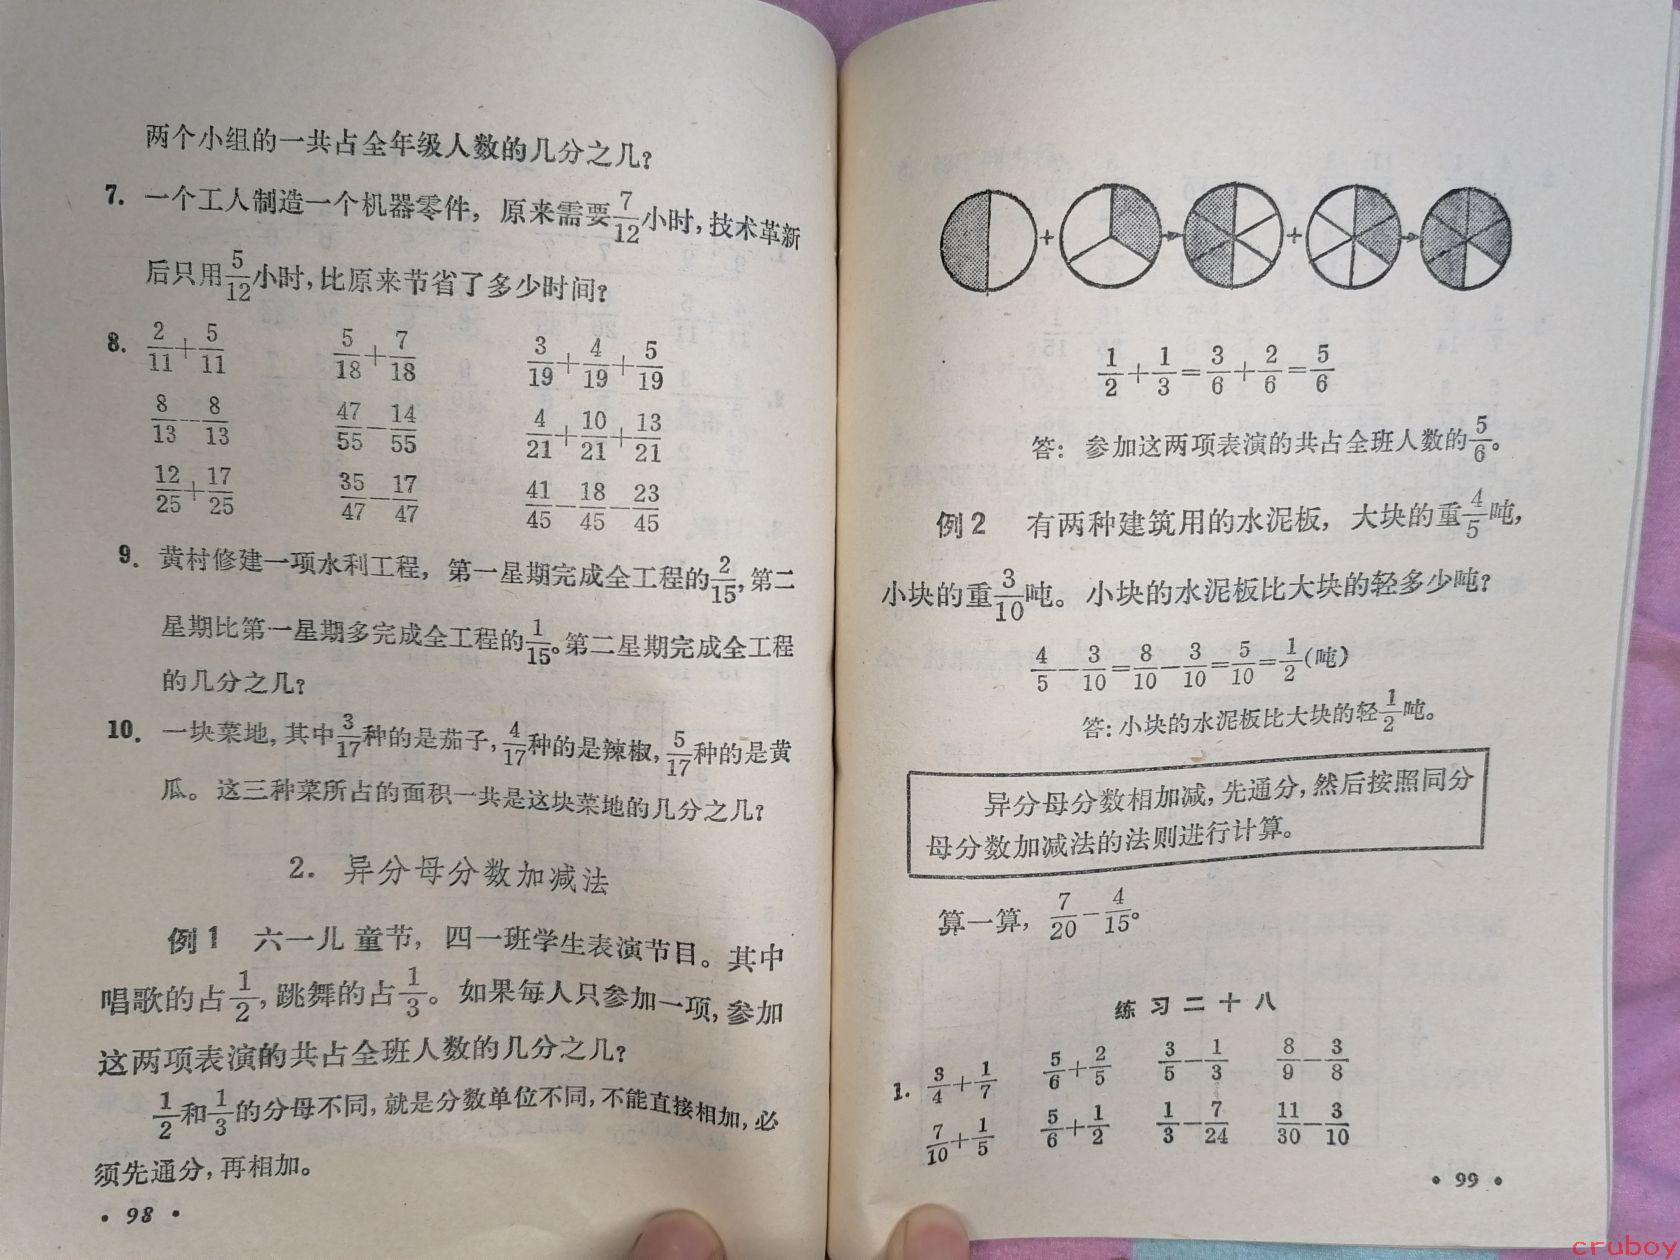 两个小组的一共占全年级人数的几分之几?
7. 一个工人制造一个机器零件, 原来需要7/12小时, 技术革新
后只用5/12小时, 比原来节省了多少时间?
8. 2/11+5/11 5/18+7/18 3/19+4/19+5/19
8/13-8/13 47/55-14/55 4/21+10/21+13/21
12/25+17/25 35/47-17/47 41/45-18/45-23/45
9. 黄村修建一项水利工程, 第一星期完成全工程的2/15, 第二
星期比第一星期多完成全工程的1/15。第二星期完成全工程
的几分之几?
10. 一块菜地, 其中3/17种的是茄子, 4/17种的是辣椒, 5/17种的是黄
瓜。这三种菜所占的面积一共是这块菜地的几分之几?
2. 异分母分数加减法
例1 六一儿童节, 四一班学生表演节目。其中
唱歌的占1/2, 跳舞的占1/3。如果每人只参加一项, 参加
这两项表演的共占全班人数的几分之几?
1/2和1/3的分母不同, 就是分数单位不同, 不能直接相加, 必
须先通分, 再相加。
• 98 •
+ → + →
1/2+1/3=3/6+2/6=5/6
答: 参加这两项表演的共占全班人数的5/6。
例2 有两种建筑用的水泥板, 大块的重4/5吨,
小块的重3/10吨。小块的水泥板比大块的轻多少吨?
4/5-3/10=8/10-3/10=5/10=1/2(吨)
答: 小块的水泥板比大块的轻1/2吨。
异分母分数相加减, 先通分, 然后按照同分
母分数加减法的法则进行计算。
算一算, 7/20-4/15。
练习二十八
1. 3/4+1/7 5/6+2/5 3/5-1/3 8/9-3/8
7/10+1/5 5/6+1/2 1/3-7/24 11/30-3/10
• 99 •
cruboy